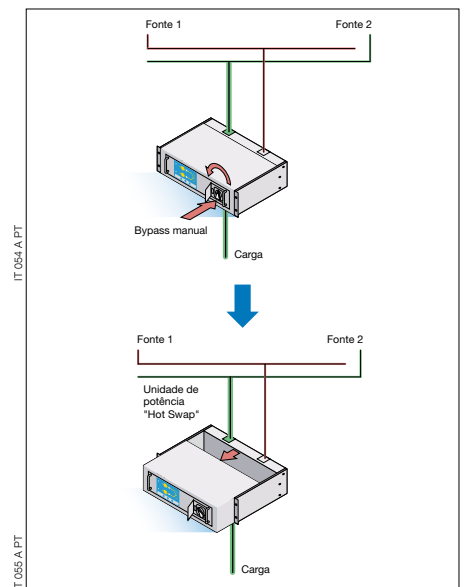 Fonte 1
Fonte 2
Bypass manual
Carga
IT 054 A PT
Fonte 1
Fonte 2
Unidade de
potência
"Hot Swap"
Carga
IT 055 A PT